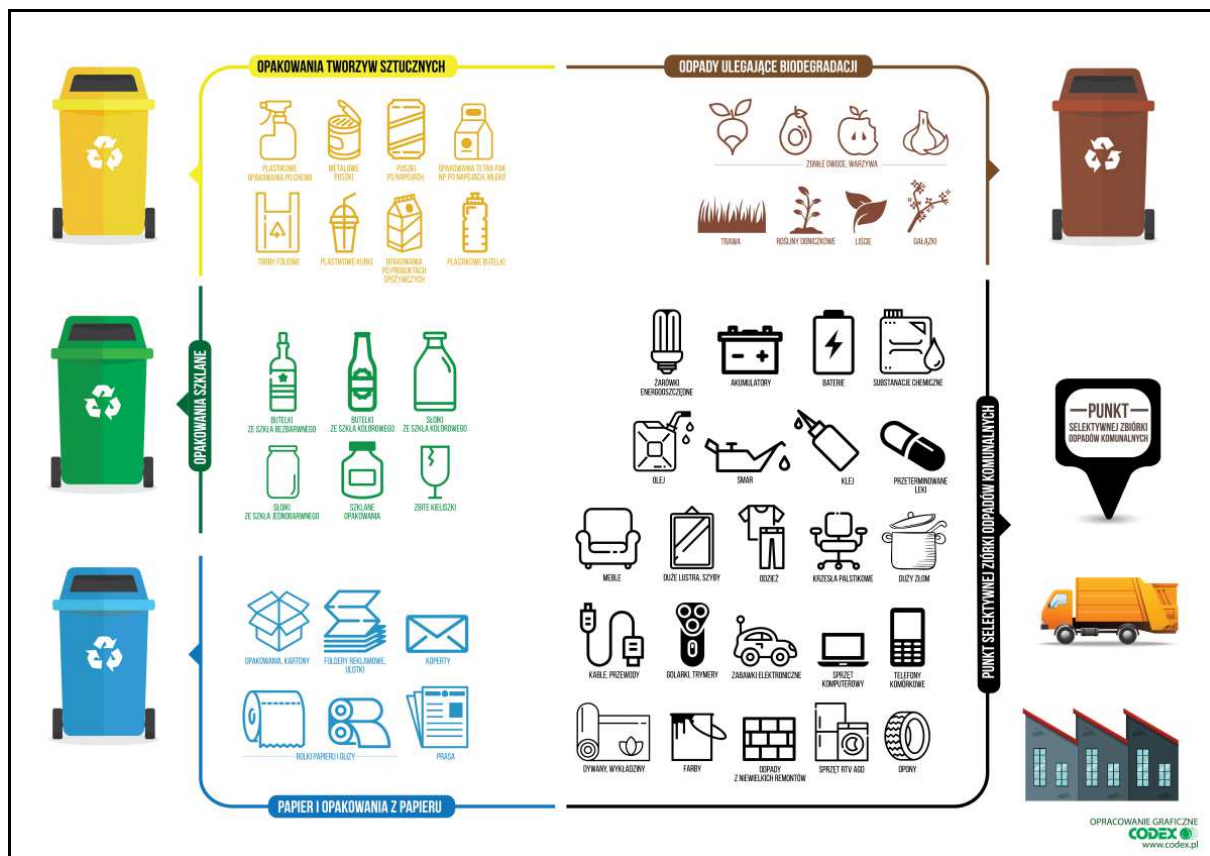 OPAKOWANIA TWORZYW SZTUCZNYCH
PLASTIKOWE
OPAKOWANIA PO CHEMII
METALOWE
PUSZKI
PUSZKI
PO NAPOJACH,
OPAKOWANIA TETRA PAK
NP. PO NAPOJACH, MLEKU
TORBY FOLIOWE
PLASTIKOWE KUBKI
OPAKOWANIA
PO PRODUKTACH
SPOŻYWCZYCH
PLASTIKOWE BUTELKI
ODPADY ULEGAJĄCE BIODEGRADACJI
ZGNIŁE OWOCE, WARZYWA
TRAWA
ROŚLINY DONICZKOWE
LIŚCIE
GAŁĄZKI
OPAKOWANIA SZKLANE
BUTELKI
ZE SZKŁA BEZBARWNEGO
BUTELKI
ZE SZKŁA KOLOROWEGO
SŁOIKI
ZE SZKŁA KOLOROWEGO
SŁOIKI
ZE SZKŁA JEDNOBARWNEGO
SZKLANE
OPAKOWANIA
ZBITE KIELISZKI
OPAKOWANIA, KARTONY
FOLDERY REKLAMOWE,
ULOTKI
KOPERTY
ROLKI PAPIERU I GLIZY
PRASA
PAPIER I OPAKOWANIA Z PAPIERU
ŻARÓWKI
ENERGOOSZCZĘDNE
AKUMULATORY
BATERIE
SUBSTANACJE CHEMICZNE
OLEJ
SMAR
KLEJ
PRZETERMINOWANE
LEKI
MEBLE
DUŻE LUSTRA, SZYBY
ODZIEŻ
KRZESŁA PALSTIKOWE
DUŻY ZŁOM
KABLE, PRZEWODY
GOLARKI, TRYMERY
ZABAWKI ELEKTRONICZNE
SPRZĘT
KOMPUTEROWY
TELEFONY
KOMÓRKOWE
DYWANY, WYKŁADZINY
FARBY
ODPADY
Z NIEWIELKICH REMONTÓW
SPRZĘT RTV AGD
OPONY
PUNKT SELEKTYWNEJ ZIÓRKI ODPADÓW KOMUNALNYCH
PUNKT
SELEKTYWNEJ ZBIÓRKI
ODPADÓW KOMUNALNYCH
OPRACOWANIE GRAFICZNE
CODEX
www.codex.pl